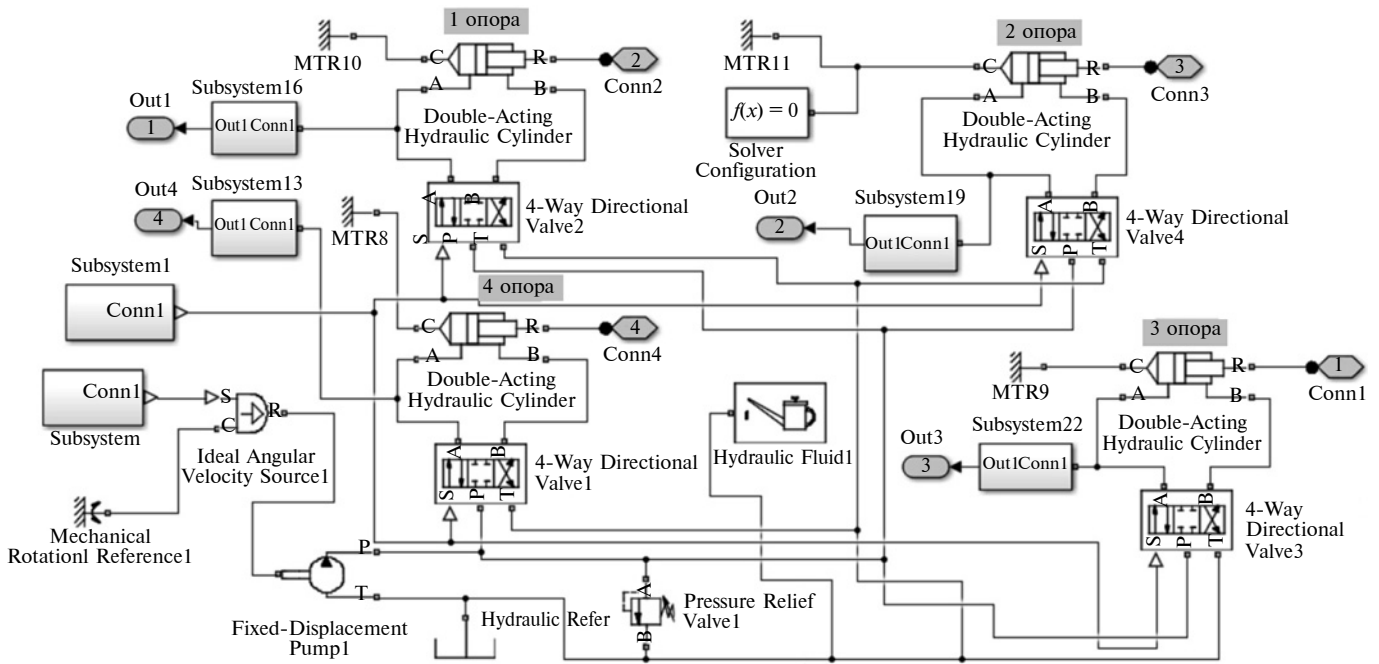 1 опора
2 опора
MTR10
C
R
2
Conn2
A
B
MTR11
C
R
3
Conn3
A
B
Subsystem16
Out1
1
Out1 Conn1
Double-Acting
Hydraulic Cylinder
f(x) = 0
Solver
Configuration
Double-Acting
Hydraulic Cylinder
Out4
Subsystem13
4
Out1 Conn1
MTR8
A
B
S
P
T
4-Way Directional
Valve2
Out2
2
Subsystem19
Out1Conn1
A
B
S
P
T
4-Way Directional
Valve4
Subsystem1
Conn1
4 опора
C
R
4
Conn4
A
B
Double-Acting
Hydraulic Cylinder
3 опора
MTR9
C
R
1
Conn1
A
B
Double-Acting
Hydraulic Cylinder
Conn1
Subsystem
S
C
R
Ideal Angular
Velocity Source1
Hydraulic Fluid1
Out3
3
Subsystem22
Out1Conn1
A
B
S
P
T
4-Way Directional
Valve1
A
B
S
P
T
4-Way
Directional
Valve3
Mechanical
Rotationl Reference1
P
T
Fixed-Displacement
Pump1
Hydraulic Refer
A
B
Pressure Relief
Valve1